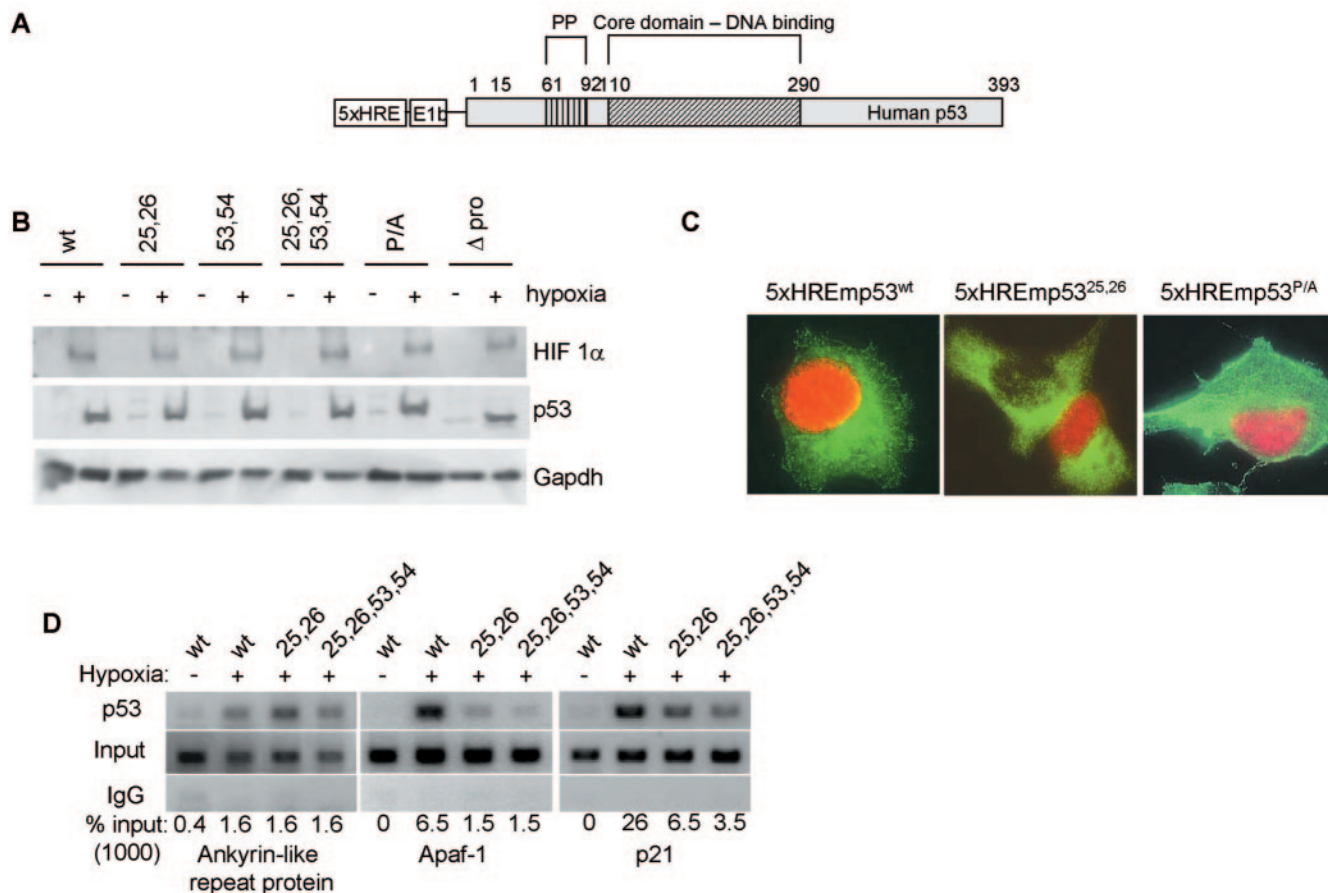 A
PP Core domain – DNA binding
1 15 61 92 110 290 393
5xHRE E1b Human p53
B
wt 25,26 53,54 25,26, 53,54 P/A Δ pro
- + - + - + - + - + - + hypoxia
HIF 1α
p53
Gapdh
C
5xHREmp53wt 5xHREmp5325,26 5xHREmp53P/A
D
wt wt 25,26 25,26,53,54 wt wt 25,26 25,26,53,54 wt wt 25,26 25,26,53,54
Hypoxia: - + + + - + + + - + + +
p53
Input
IgG
% input: 0.4 1.6 1.6 1.6 0 6.5 1.5 1.5 0 26 6.5 3.5
(1000) Ankyrin-like Apaf-1 p21
repeat protein